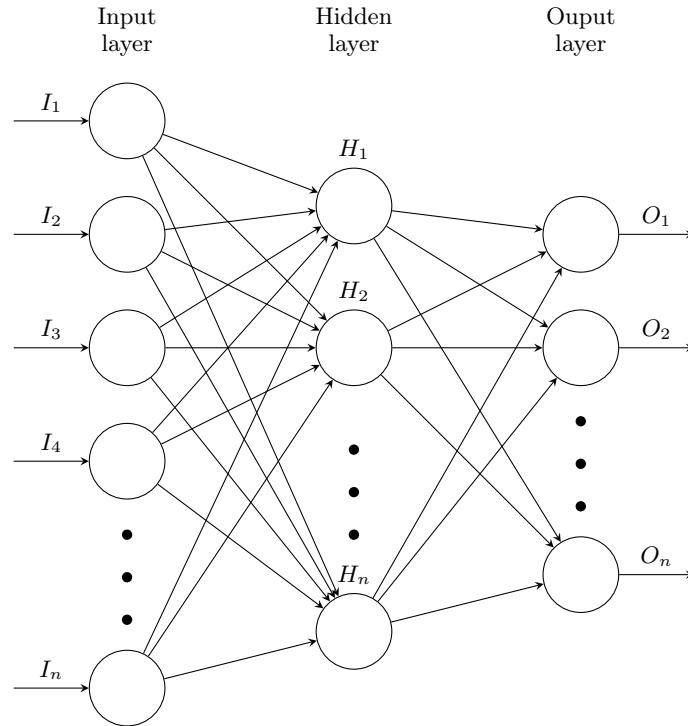 Input
layer
Hidden
layer
Ouput
layer
I₁
I₂
I₃
I₄
Iₙ
H₁
H₂
Hₙ
O₁
O₂
Oₙ